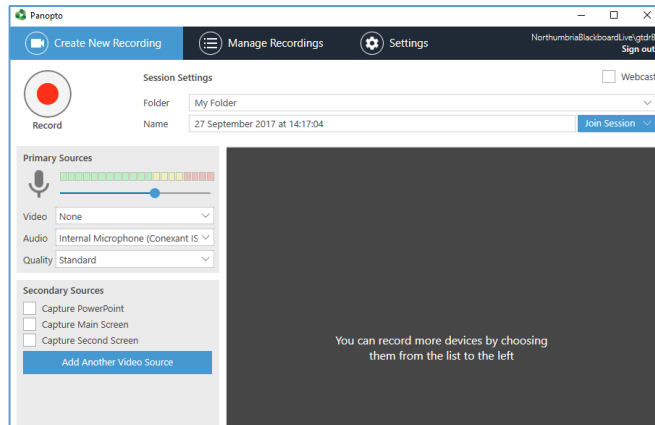 Panopto
Create New Recording
Manage Recordings
Settings
NorthumbriaBlackboardLive\gtdr8
Sign out
Session Settings
Webcast
Folder My Folder
Name 27 September 2017 at 14:17:04 Join Session
Record
Primary Sources
Video None
Audio Internal Microphone (Conexant IS
Quality Standard
Secondary Sources
Capture PowerPoint
Capture Main Screen
Capture Second Screen
Add Another Video Source
You can record more devices by choosing
them from the list to the left